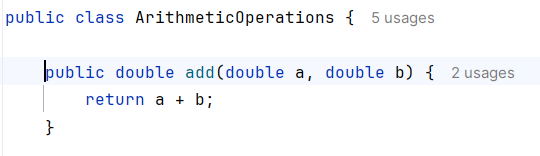 public class ArithmeticOperations { 5 usages
public double add(double a, double b) { 2 usages
return a + b;
}